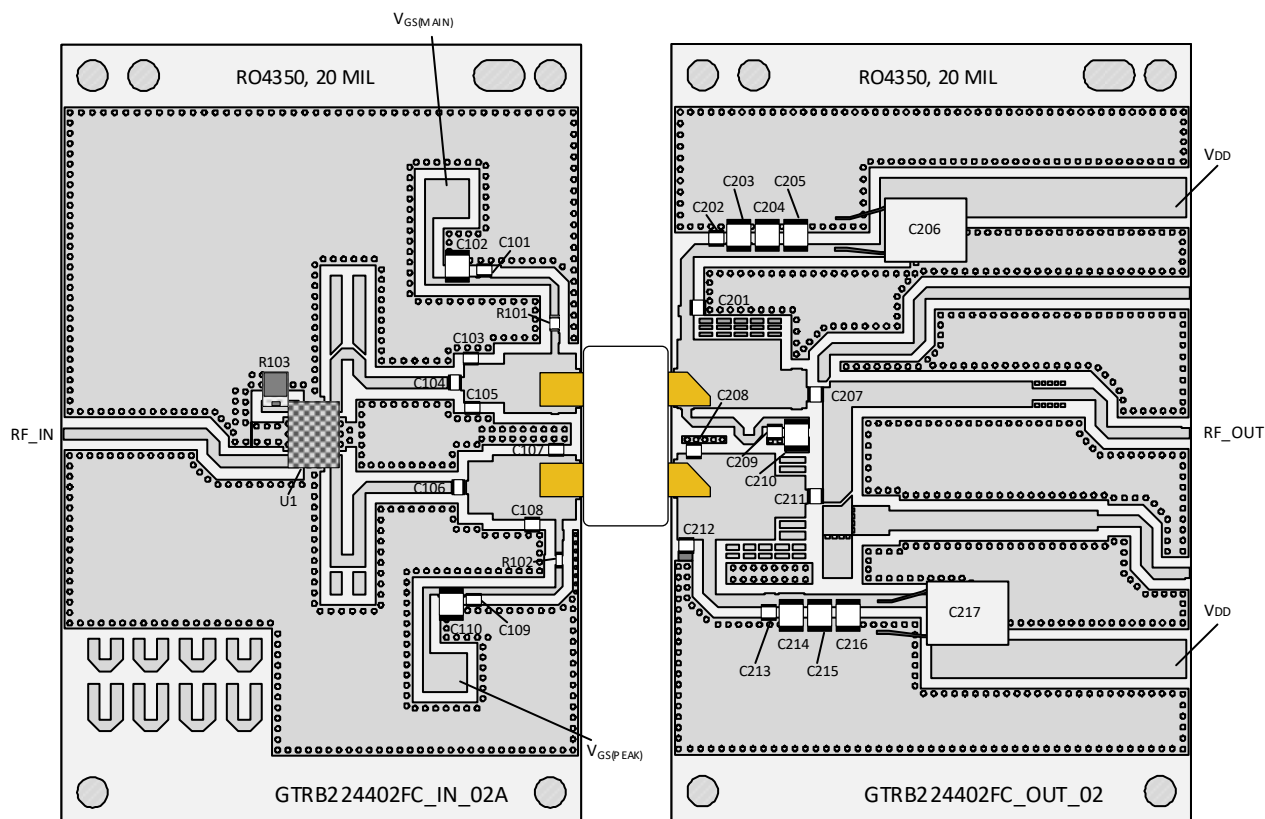 V_GS(MAIN)
RO4350, 20 MIL
C102
C101
R101
C103
R103
C104
C105
RF_IN
C107
U1
C106
C108
R102
C110
C109
V_GS(PEAK)
GTRB224402FC_IN_02A
RO4350, 20 MIL
VDD
C205
C203
C202
C204
C206
C201
C208
C207
RF_OUT
C209
C210
C211
C212
C217
VDD
C213
C214
C215
C216
GTRB224402FC_OUT_02